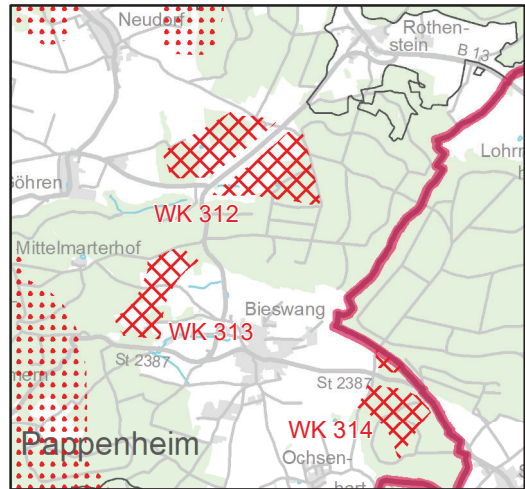 Neudorf
Rothen-
stein
B 13
Göhren
WK 312
Mittelmarterhof
Bieswang
WK 313
St 2387
St 2387
Pappenheim
WK 314
Ochsen-
hart